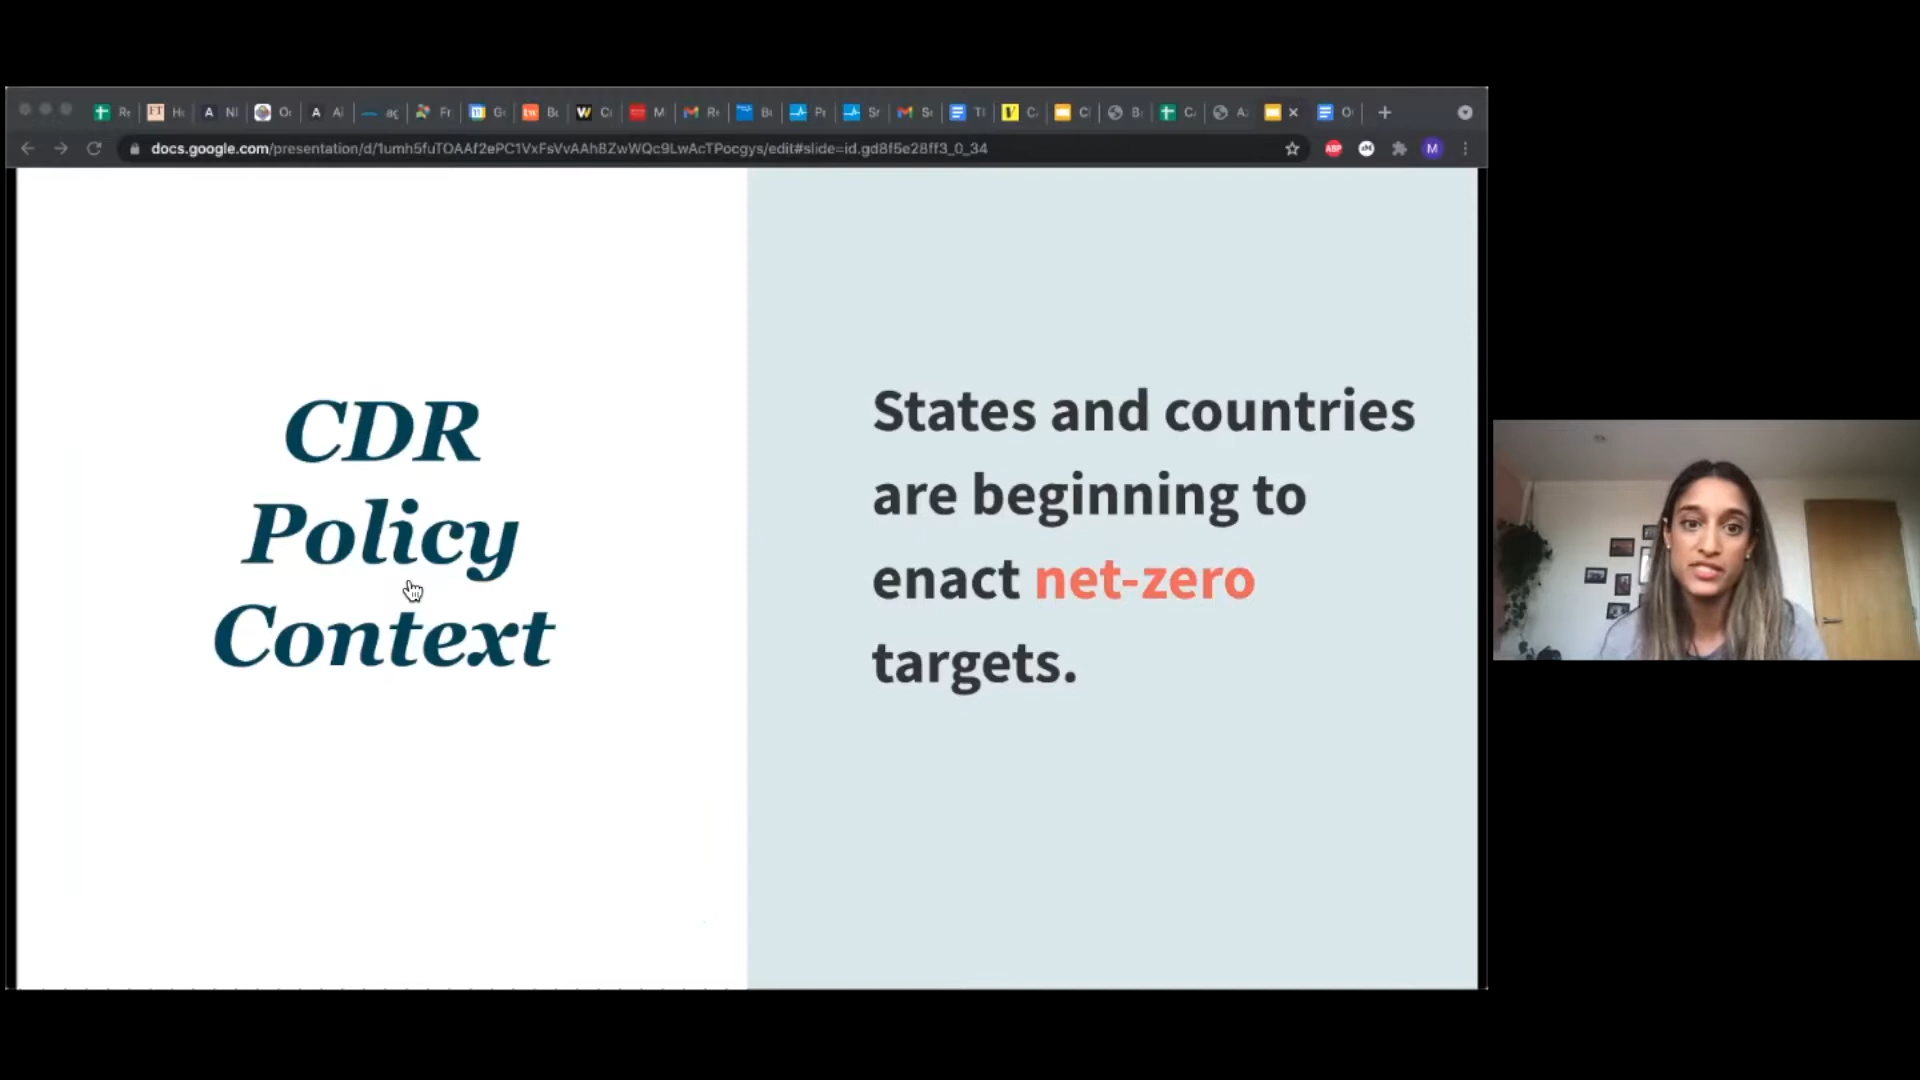 docs.google.com/presentation/d/1umh5fuTOAAf2ePC1VxFsVvAAh8ZwWQc9LwAcTPocgys/edit#slide=id.gd8f5e28ff3_0_34
ABP
M
CDR
Policy
Context
States and countries
are beginning to
enact net-zero
targets.